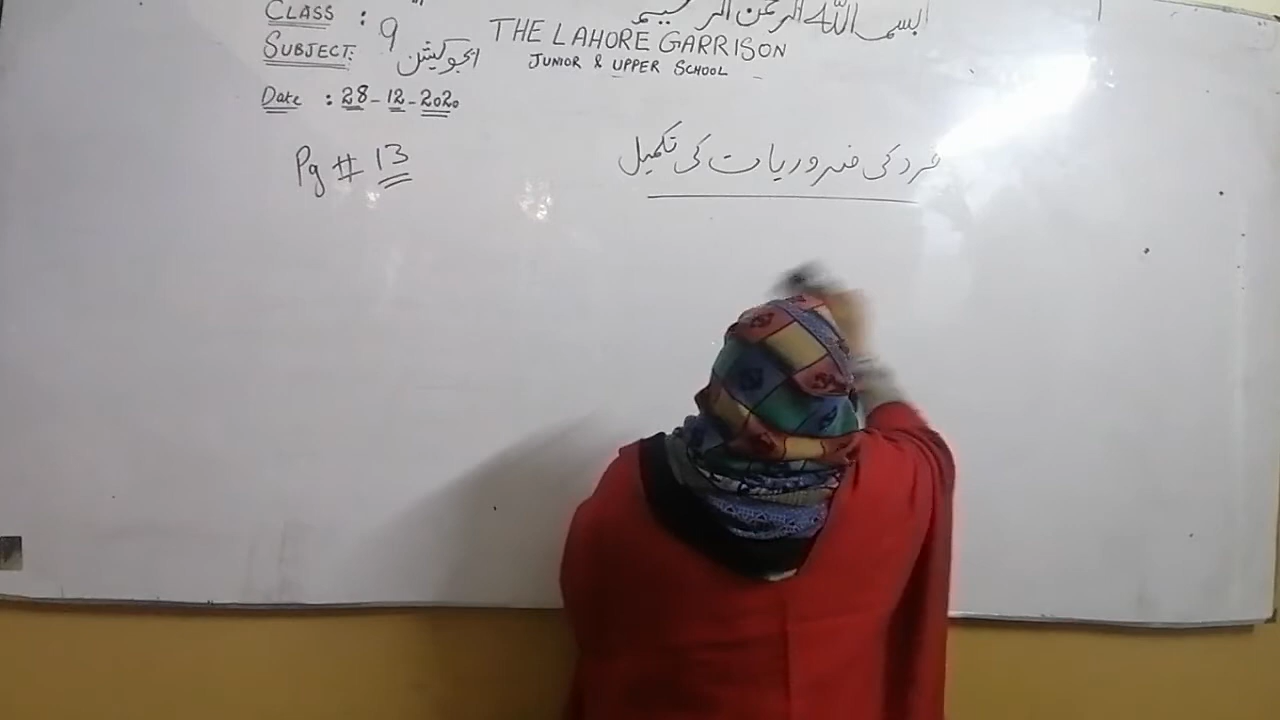 بسم اللہ الرحمن الرحیم
CLASS : 9
THE LAHORE GARRISON
SUBJECT: ایجوکیشن
JUNIOR & UPPER SCHOOL
Date : 28-12-2020
Pg # 13
فرد کی ضروریات کی تکمیل